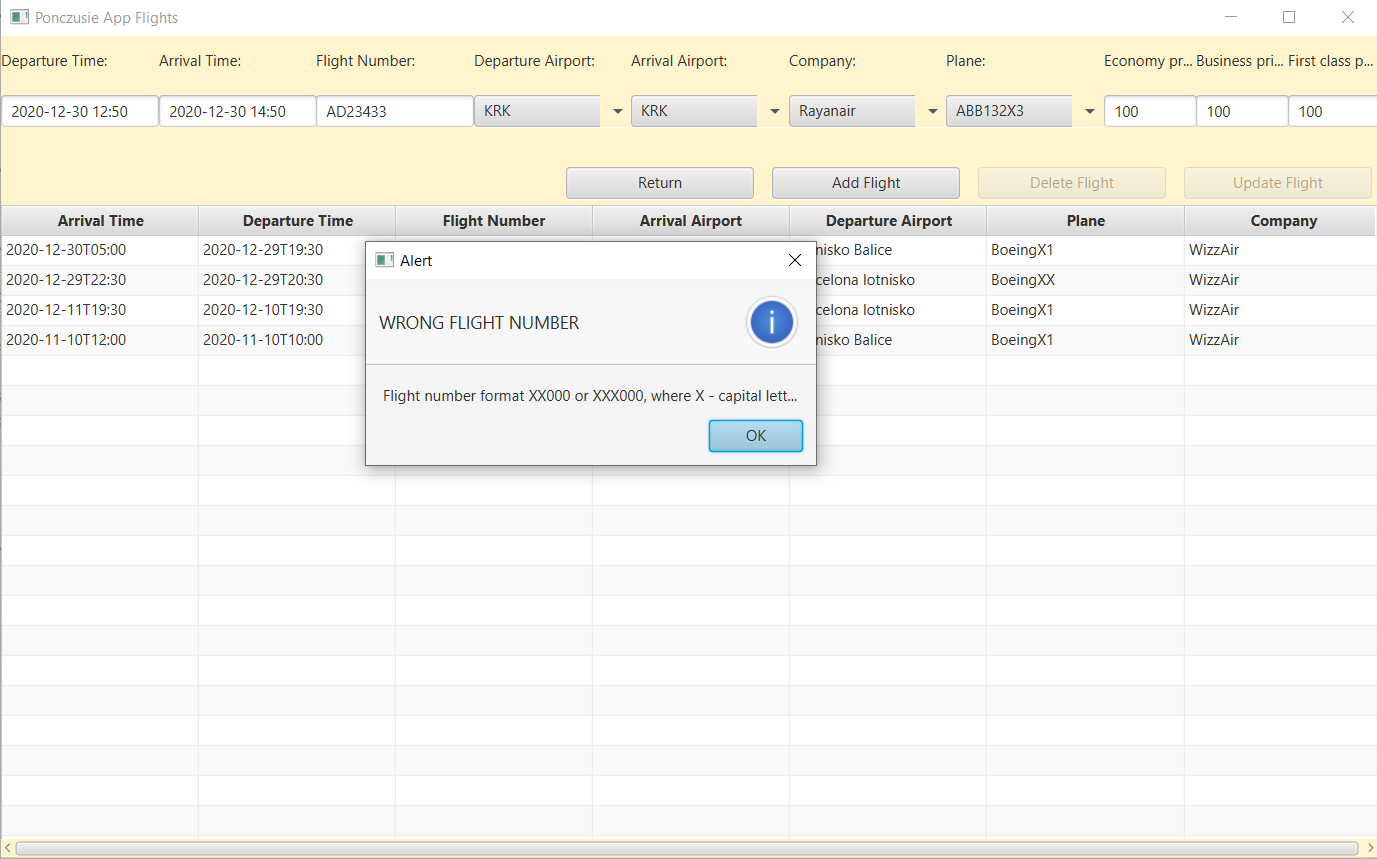 Ponczusie App Flights
Departure Time: Arrival Time: Flight Number: Departure Airport: Arrival Airport: Company: Plane: Economy pr... Business pri... First class p...
2020-12-30 12:50 2020-12-30 14:50 AD23433 KRK KRK Rayanair ABB132X3 100 100 100
Return Add Flight Delete Flight Update Flight
Arrival Time Departure Time Flight Number Arrival Airport Departure Airport Plane Company
2020-12-30T05:00 2020-12-29T19:30 nisko Balice BoeingX1 WizzAir
2020-12-29T22:30 2020-12-29T20:30 celona lotnisko BoeingXX WizzAir
2020-12-11T19:30 2020-12-10T19:30 celona lotnisko BoeingX1 WizzAir
2020-11-10T12:00 2020-11-10T10:00 nisko Balice BoeingX1 WizzAir
Alert
WRONG FLIGHT NUMBER
Flight number format XX000 or XXX000, where X - capital lett...
OK